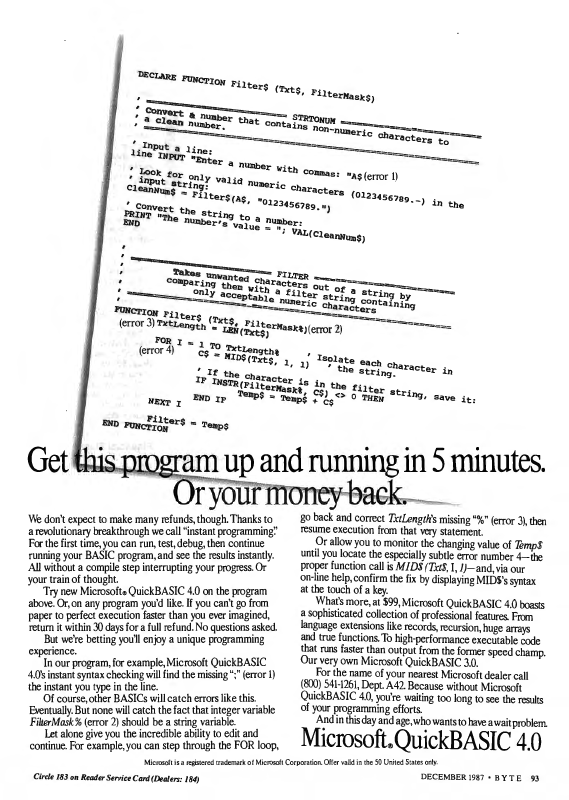 DECLARE FUNCTION Filter$ (Txt$, FilterMask$)
' ================ STRTONUM ================
' Convert a number that contains non-numeric characters to
' a clean number.
' ==========================================
' Input a line:
line INPUT "Enter a number with commas: "A$ (error 1)
' Look for only valid numeric characters (0123456789.-) in the
' input string:
CleanNum$ = Filter$(A$, "0123456789.")
' Convert the string to a number:
PRINT "The number's value = "; VAL(CleanNum$)
END
'
' ================ FILTER ================
' Takes unwanted characters out of a string by
' comparing them with a filter string containing
' only acceptable numeric characters
' ========================================
FUNCTION Filter$ (Txt$, FilterMask%) (error 2)
(error 3) TxtLength = LEN(Txt$)
FOR I = 1 TO TxtLength% ' Isolate each character in
(error 4) C$ = MID$(Txt$, 1, 1) ' the string.
' If the character is in the filter string, save it:
IF INSTR(FilterMask%, C$) <> 0 THEN
Temp$ = Temp$ + C$
END IF
NEXT I
Filter$ = Temp$
END FUNCTION
Get this program up and running in 5 minutes.
Or your money back.
We don't expect to make many refunds, though. Thanks to
a revolutionary breakthrough we call "instant programming."
For the first time, you can run, test, debug, then continue
running your BASIC program, and see the results instantly.
All without a compile step interrupting your progress. Or
your train of thought.
Try new Microsoft® QuickBASIC 4.0 on the program
above. Or, on any program you'd like. If you can't go from
paper to perfect execution faster than you ever imagined,
return it within 30 days for a full refund. No questions asked.
But we're betting you'll enjoy a unique programming
experience.
In our program, for example, Microsoft QuickBASIC
4.0's instant syntax checking will find the missing ";" (error 1)
the instant you type in the line.
Of course, other BASICs will catch errors like this.
Eventually. But none will catch the fact that integer variable
FilterMask% (error 2) should be a string variable.
Let alone give you the incredible ability to edit and
continue. For example, you can step through the FOR loop,
go back and correct TxtLength's missing "%" (error 3), then
resume execution from that very statement.
Or allow you to monitor the changing value of Temp$
until you locate the especially subtle error number 4—the
proper function call is MID$ (Txt$, I, 1)—and, via our
on-line help, confirm the fix by displaying MID$'s syntax
at the touch of a key.
What's more, at $99, Microsoft QuickBASIC 4.0 boasts
a sophisticated collection of professional features. From
language extensions like records, recursion, huge arrays
and true functions. To high-performance executable code
that runs faster than output from the former speed champ.
Our very own Microsoft QuickBASIC 3.0.
For the name of your nearest Microsoft dealer call
(800) 541-1261, Dept. A42. Because without Microsoft
QuickBASIC 4.0, you're waiting too long to see the results
of your programming efforts.
And in this day and age, who wants to have a wait problem.
Microsoft® QuickBASIC 4.0
Microsoft is a registered trademark of Microsoft Corporation. Offer valid in the 50 United States only.
Circle 183 on Reader Service Card (Dealers: 184)
DECEMBER 1987 • BYTE 93